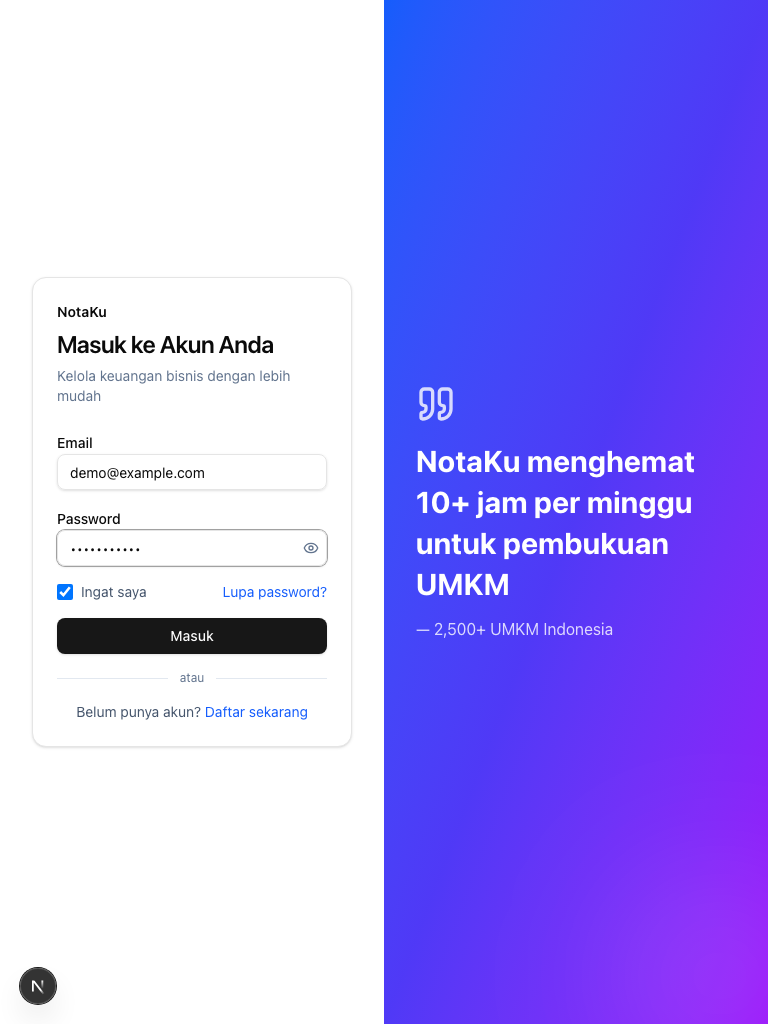 NotaKu
Masuk ke Akun Anda
Kelola keuangan bisnis dengan lebih
mudah
Email
demo@example.com
Password
•••••••••••
Ingat saya
Lupa password?
Masuk
atau
Belum punya akun? Daftar sekarang
NotaKu menghemat
10+ jam per minggu
untuk pembukuan
UMKM
— 2,500+ UMKM Indonesia
N